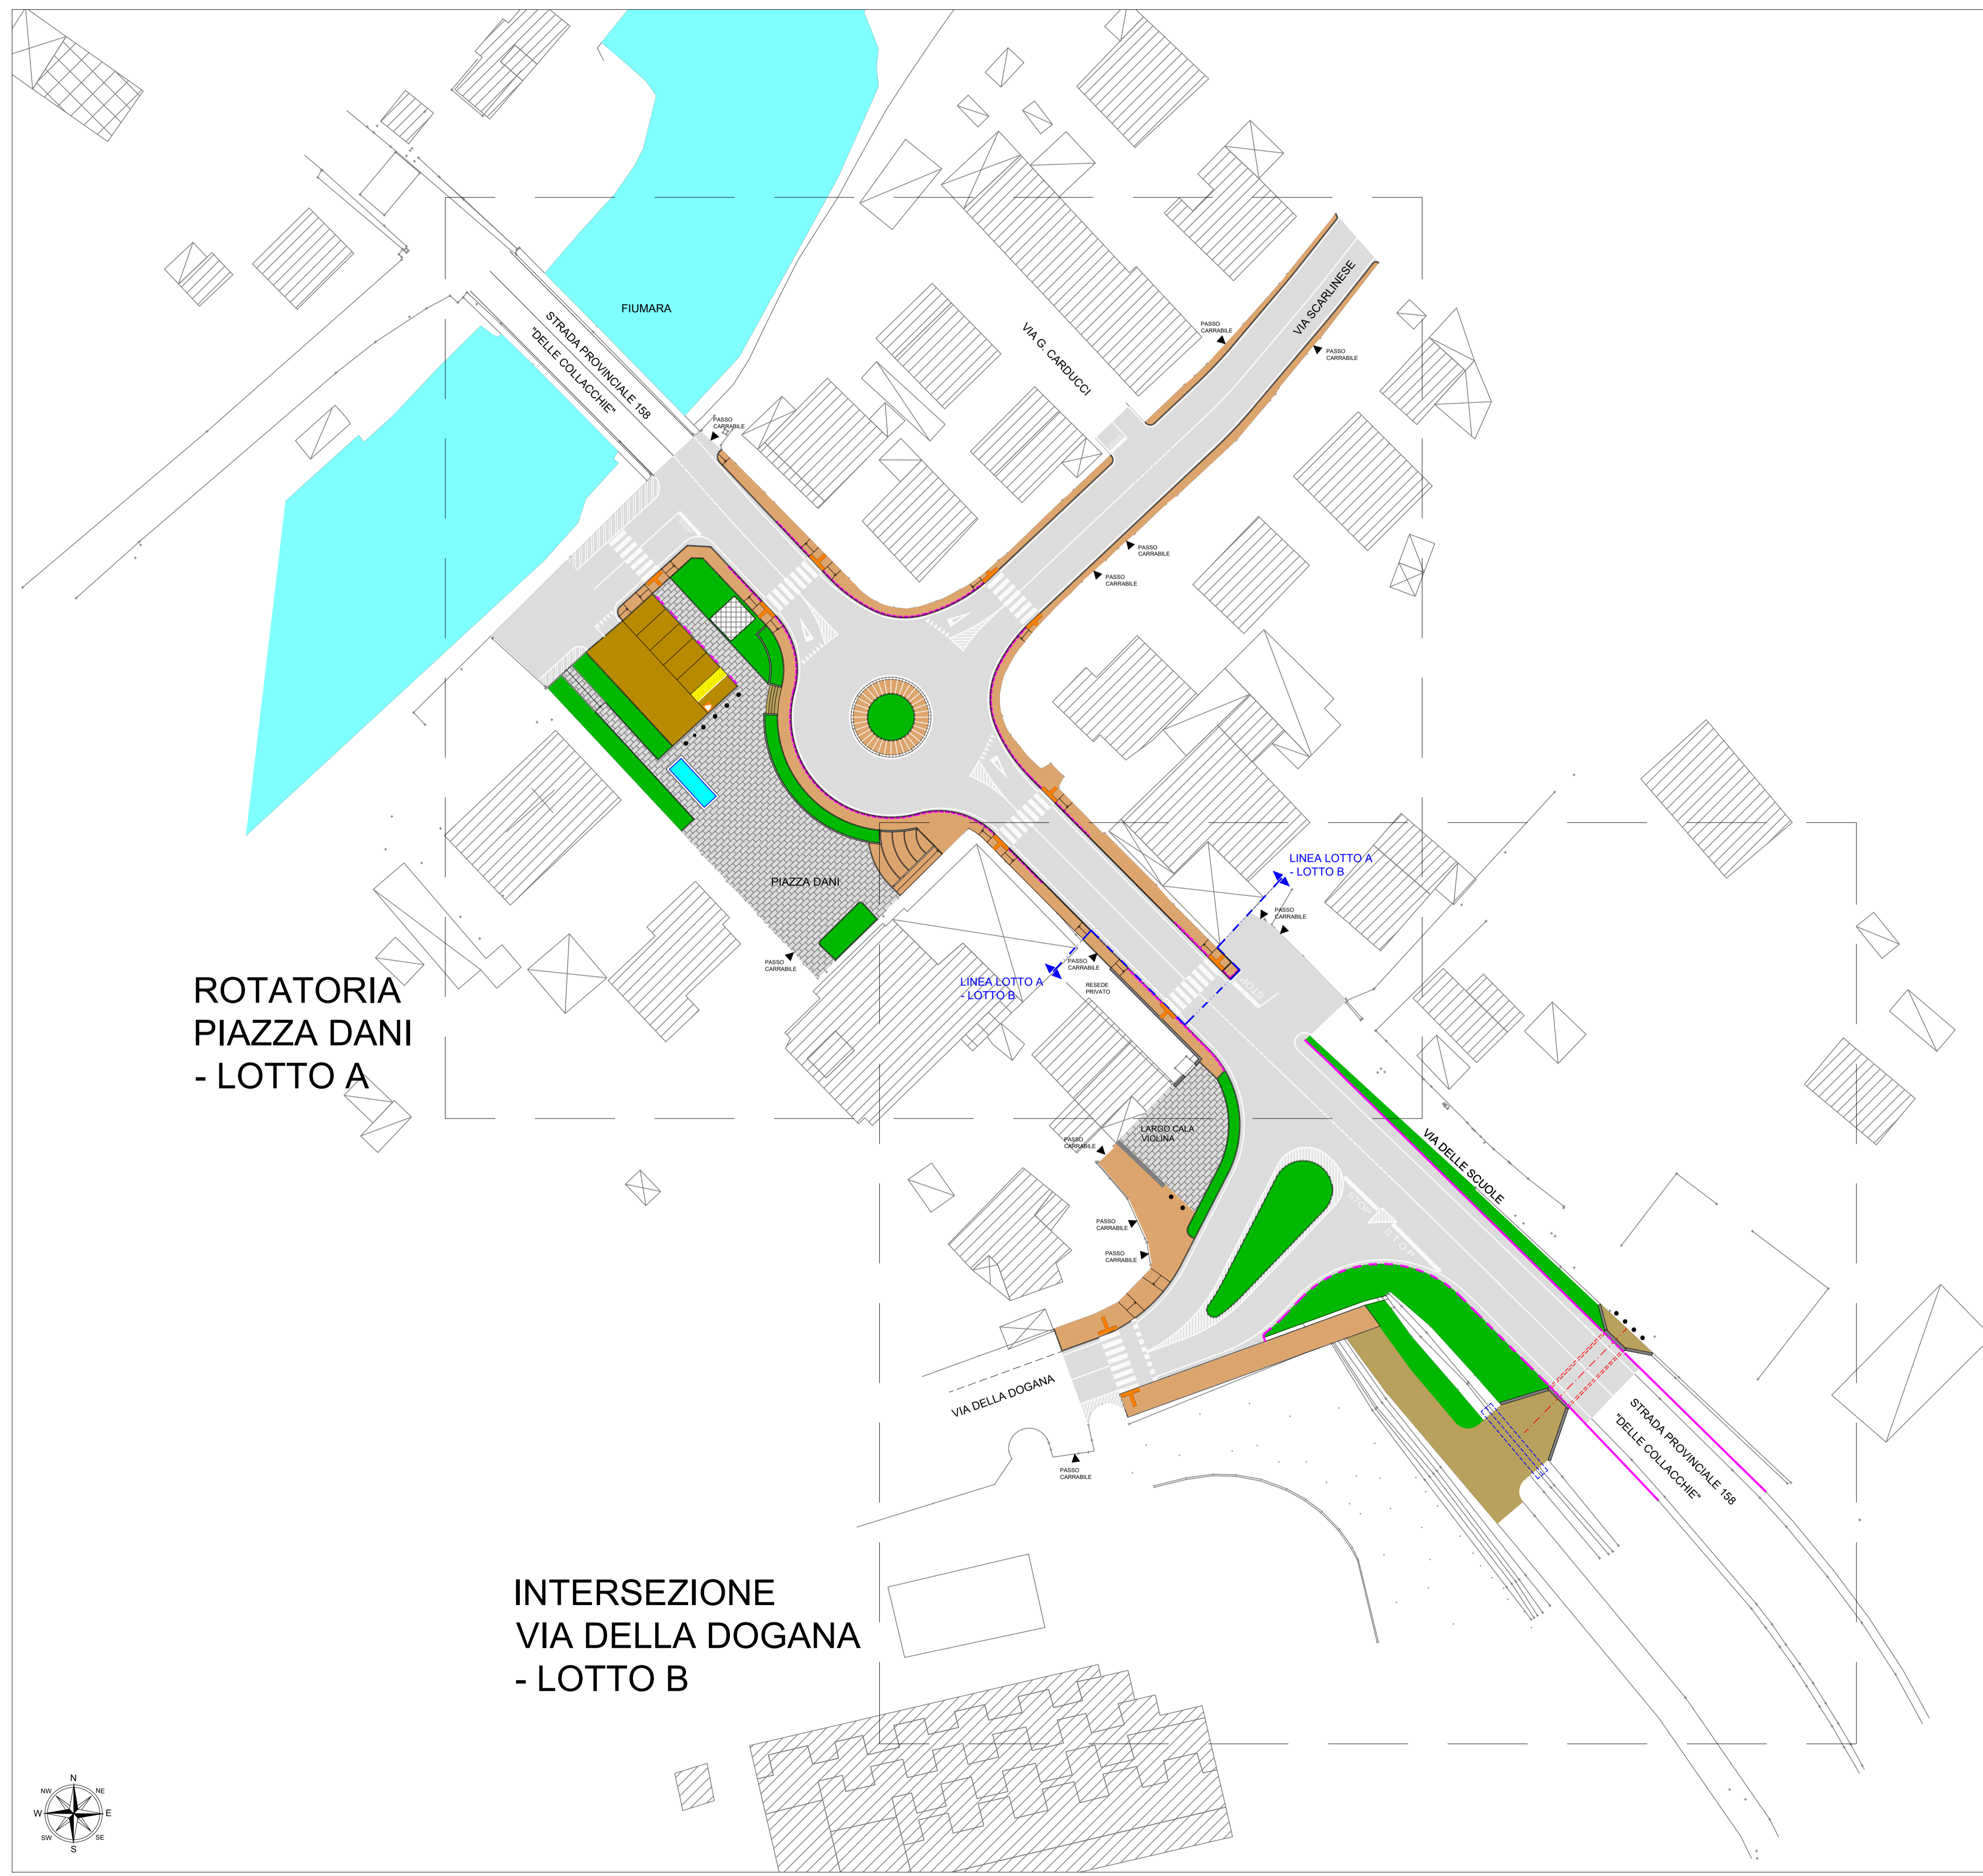 FIUMARA
STRADA PROVINCIALE 158
"DELLE COLLACCHIE"
VIA G. CARDUCCI
VIA SCARLINESE
PASSO
CARRABILE
PASSO
CARRABILE
PASSO
CARRABILE
PASSO
CARRABILE
PASSO
CARRABILE
LINEA LOTTO A
- LOTTO B
PIAZZA DANI
PASSO
CARRABILE
PASSO
CARRABILE
PASSO
CARRABILE
LINEA LOTTO A
- LOTTO B
RESEDE
PRIVATO
STOP
ROTATORIA
PIAZZA DANI
- LOTTO A
LARGO CALA
VIOLINA
PASSO
CARRABILE
VIA DELLE SCUOLE
STOP
STOP
PASSO
CARRABILE
PASSO
CARRABILE
VIA DELLA DOGANA
PASSO
CARRABILE
STRADA PROVINCIALE 158
"DELLE COLLACCHIE"
INTERSEZIONE
VIA DELLA DOGANA
- LOTTO B
N
NW
NE
W
E
SW
SE
S